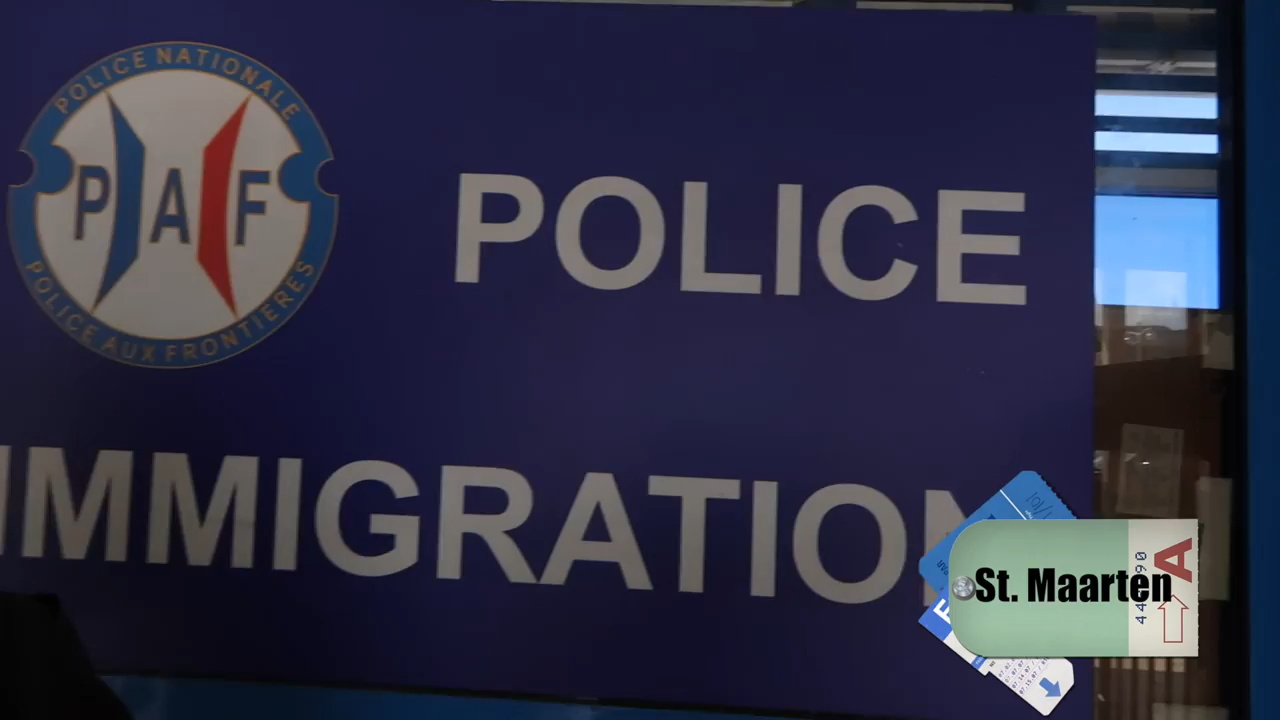 POLICE NATIONALE
PAF
POLICE AUX FRONTIERES
POLICE
IMMIGRATION
St. Maarten
A